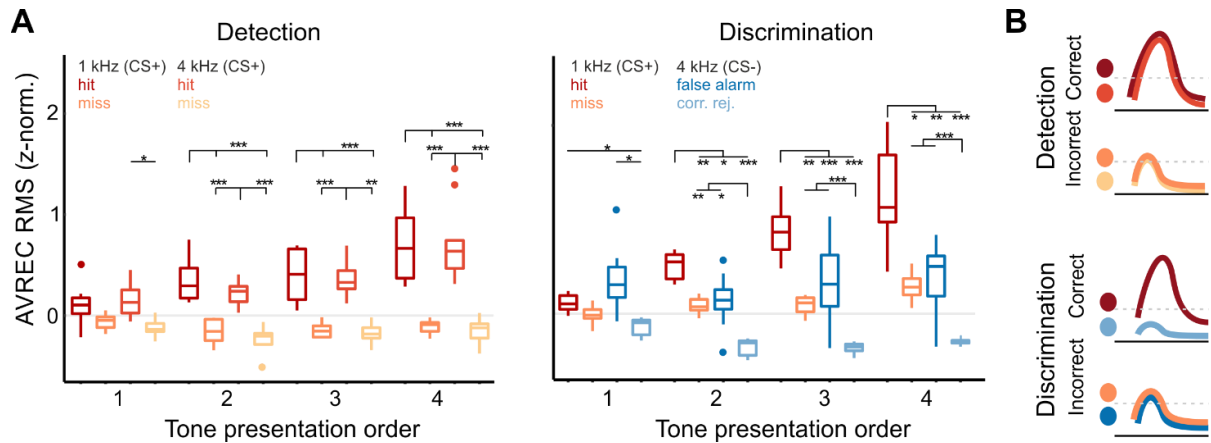 A
B
Detection
Discrimination
1 kHz (CS+) 4 kHz (CS+)
hit hit
miss miss
1 kHz (CS+) 4 kHz (CS-)
hit false alarm
miss corr. rej.
AVREC RMS (z-norm.)
2
1
0
* *** *** *** *** *** ** *** *** ***
* * ** * *** ** * ** *** *** *** * ** *** ***
1 2 3 4
1 2 3 4
Tone presentation order
Tone presentation order
Detection
Correct
Incorrect
Discrimination
Correct
Incorrect